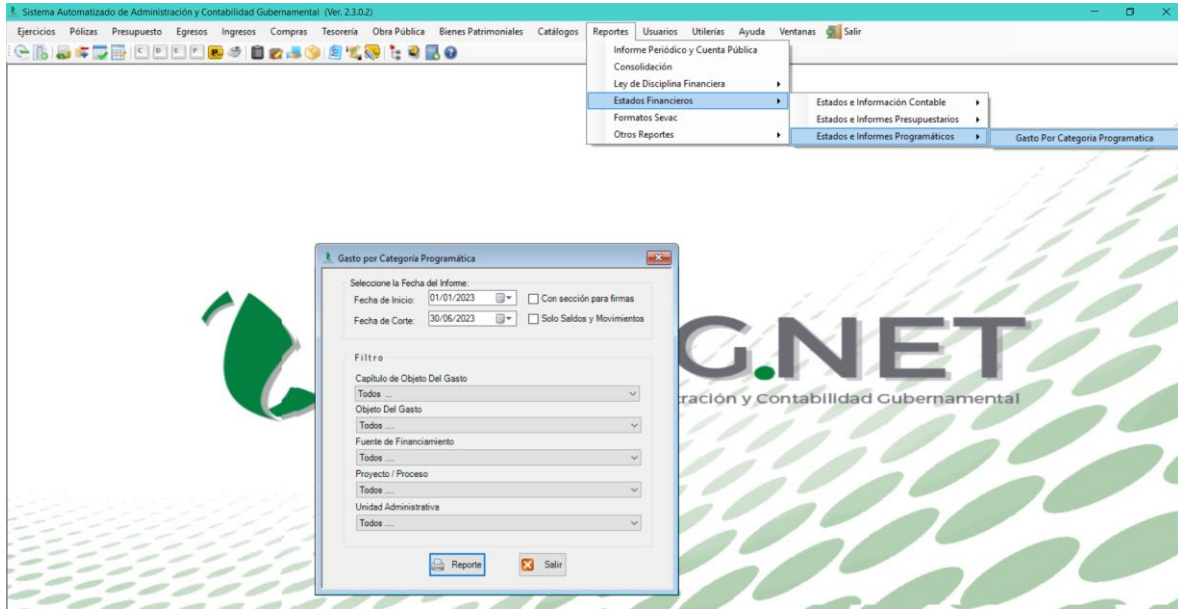 Sistema Automatizado de Administración y Contabilidad Gubernamental (Ver. 2.3.0.2)
Ejercicios Pólizas Presupuesto Egresos Ingresos Compras Tesorería Obra Pública Bienes Patrimoniales Catálogos Reportes Usuarios Utilerías Ayuda Ventanas Salir
C D E P P
Informe Periódico y Cuenta Pública
Consolidación
Ley de Disciplina Financiera
Estados Financieros
Formatos Sevac
Otros Reportes
Estados e Información Contable
Estados e Informes Presupuestarios
Estados e Informes Programáticos
Gasto Por Categoria Programatica
Gasto por Categoría Programática
Seleccione la Fecha del Informe:
Fecha de Inicio: 01/01/2023 Con sección para firmas
Fecha de Corte: 30/06/2023 Solo Saldos y Movimientos
Filtro
Capítulo de Objeto Del Gasto
Todos ...
Objeto Del Gasto
Todos ....
Fuente de Financiamiento
Todos ....
Proyecto / Proceso
Todos ....
Unidad Administrativa
Todos ....
Reporte Salir
G.NET
ración y Contabilidad Gubernamental